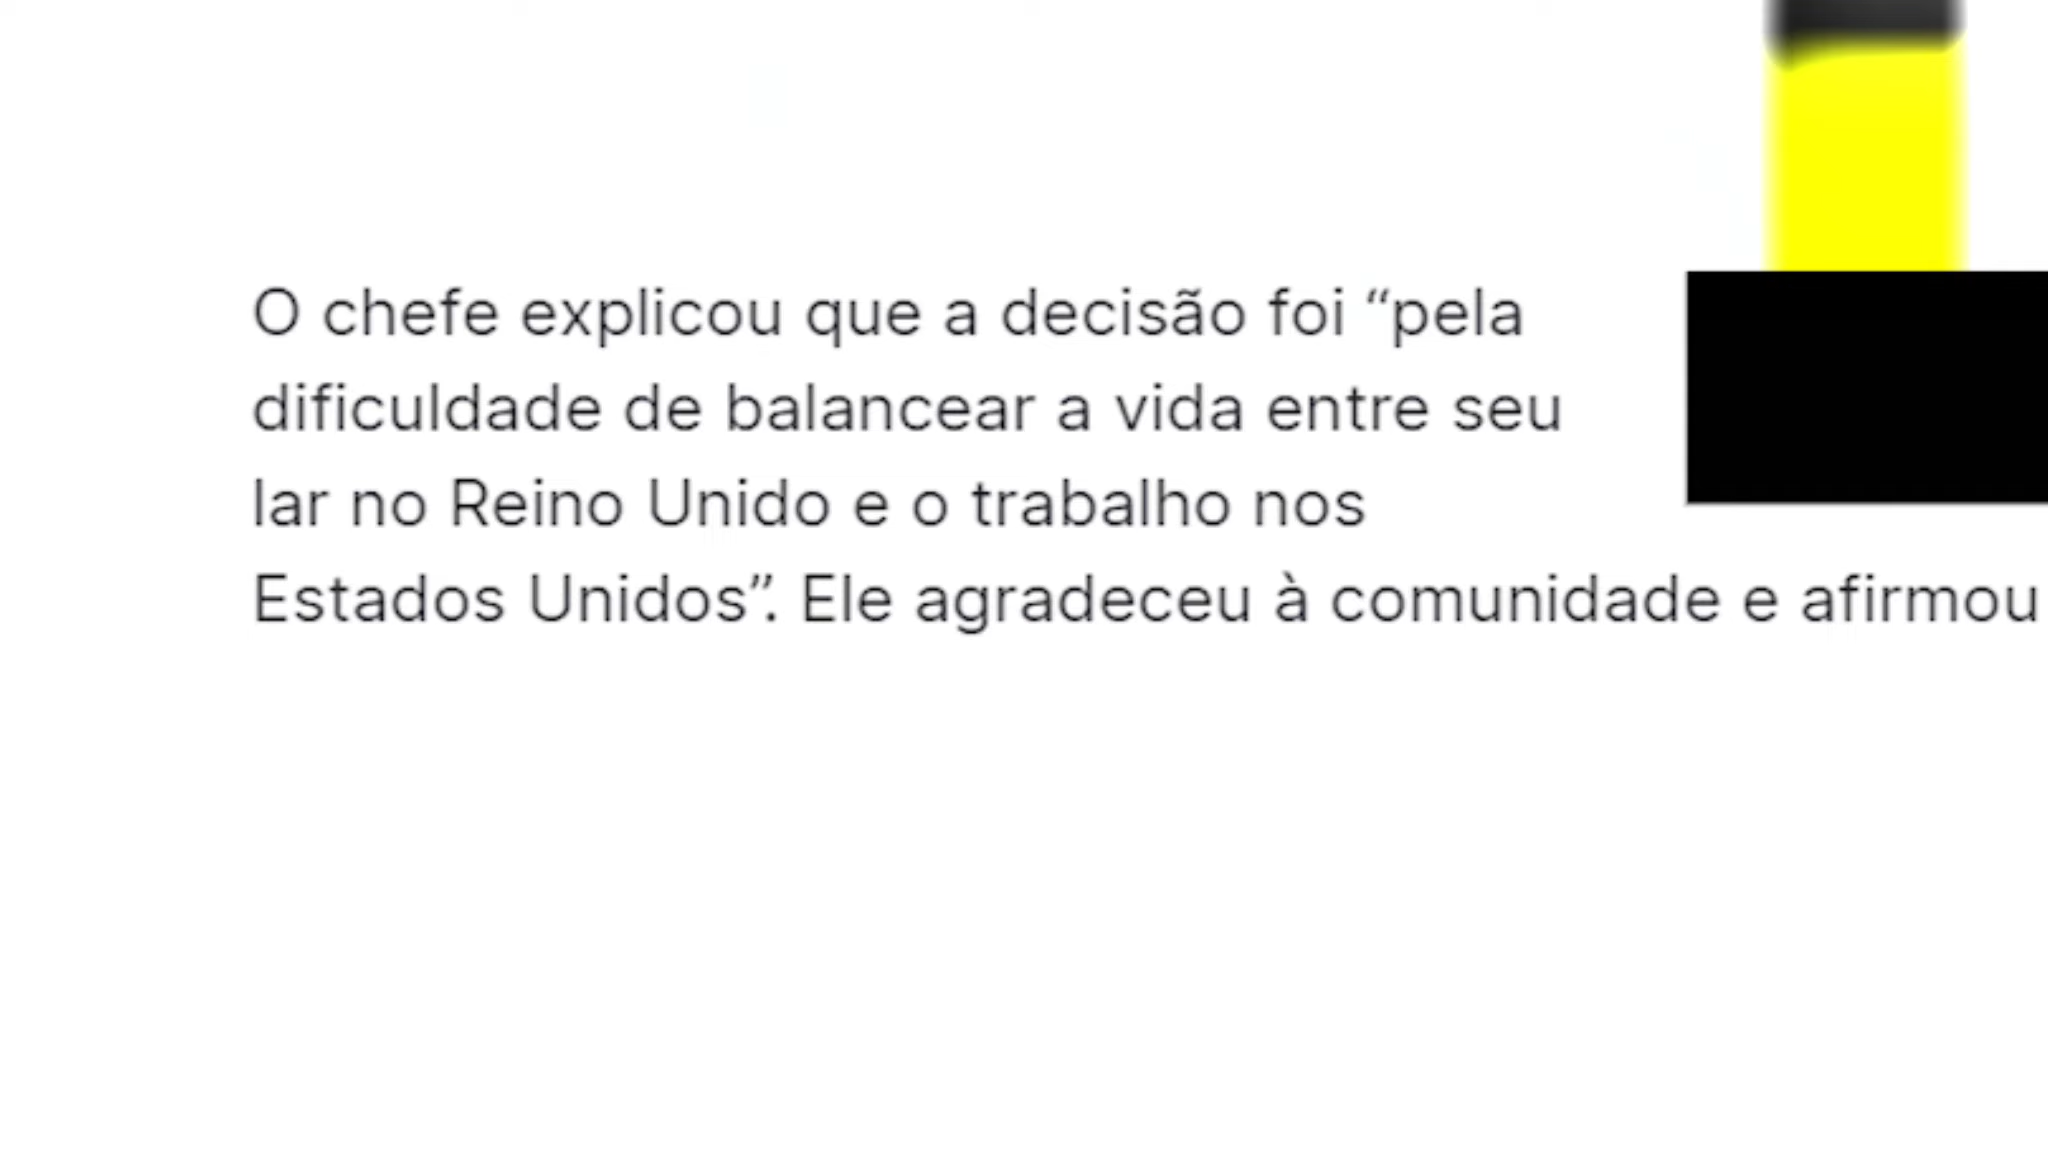 O chefe explicou que a decisão foi “pela
dificuldade de balancear a vida entre seu
lar no Reino Unido e o trabalho nos
Estados Unidos”. Ele agradeceu à comunidade e afirmou